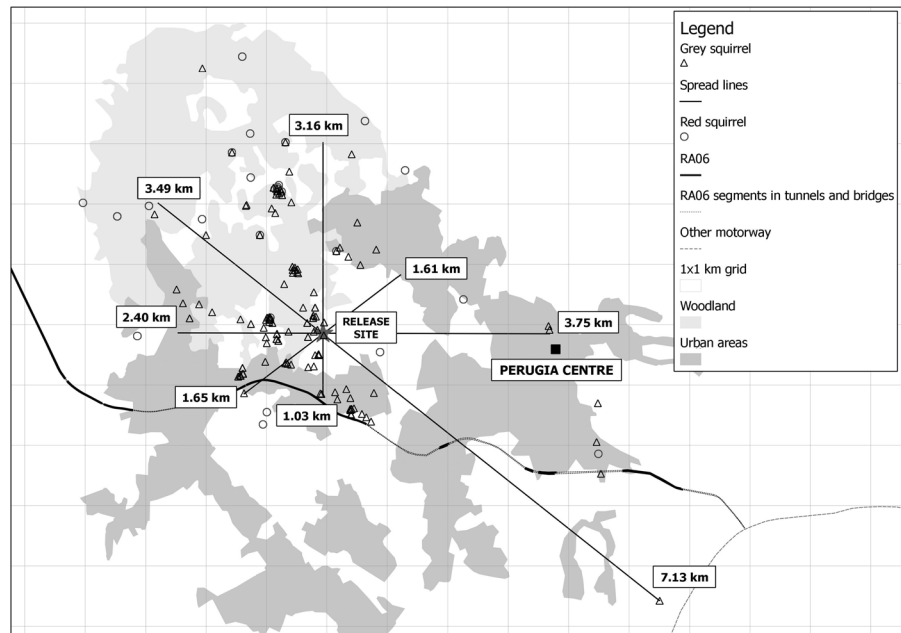 Legend
Grey squirrel
Spread lines
Red squirrel
RA06
RA06 segments in tunnels and bridges
Other motorway
1x1 km grid
Woodland
Urban areas
3.16 km
3.49 km
1.61 km
2.40 km
RELEASE
SITE
3.75 km
PERUGIA CENTRE
1.65 km
1.03 km
7.13 km